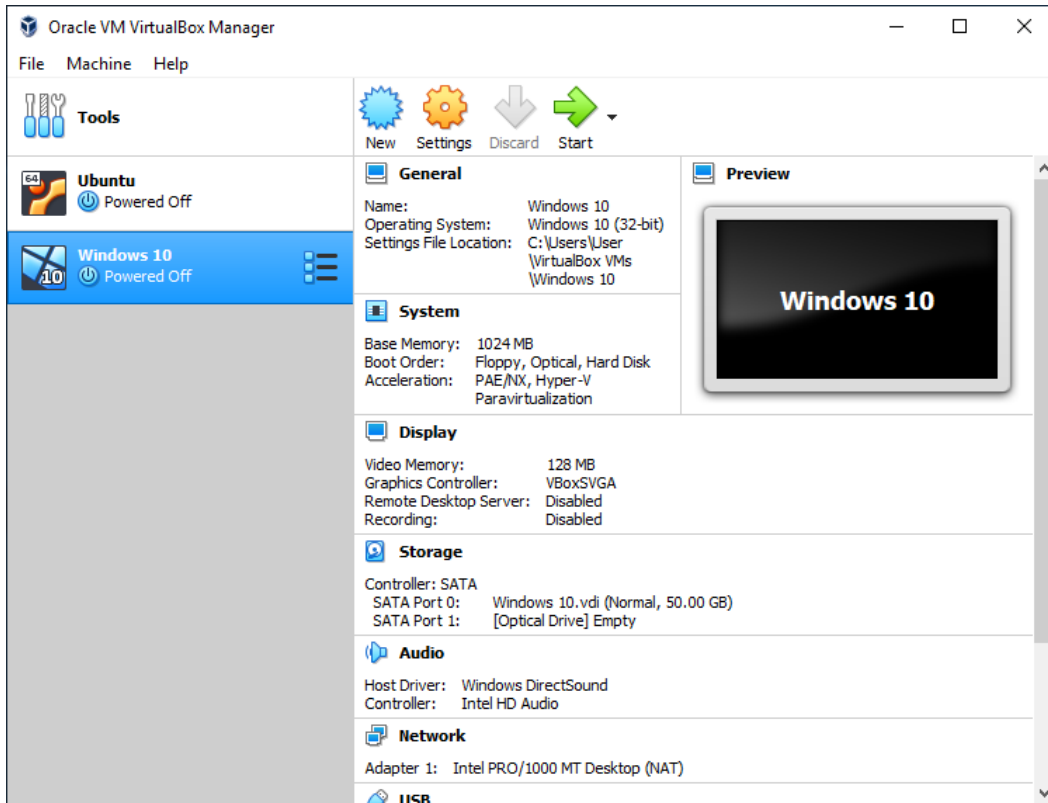 Oracle VM VirtualBox Manager
File Machine Help
Tools
64
Ubuntu
Powered Off
10
Windows 10
Powered Off
New Settings Discard Start
General
Name: Windows 10
Operating System: Windows 10 (32-bit)
Settings File Location: C:\Users\User
\VirtualBox VMs
\Windows 10
Preview
Windows 10
System
Base Memory: 1024 MB
Boot Order: Floppy, Optical, Hard Disk
Acceleration: PAE/NX, Hyper-V
Paravirtualization
Display
Video Memory: 128 MB
Graphics Controller: VBoxSVGA
Remote Desktop Server: Disabled
Recording: Disabled
Storage
Controller: SATA
SATA Port 0: Windows 10.vdi (Normal, 50.00 GB)
SATA Port 1: [Optical Drive] Empty
Audio
Host Driver: Windows DirectSound
Controller: Intel HD Audio
Network
Adapter 1: Intel PRO/1000 MT Desktop (NAT)
USB